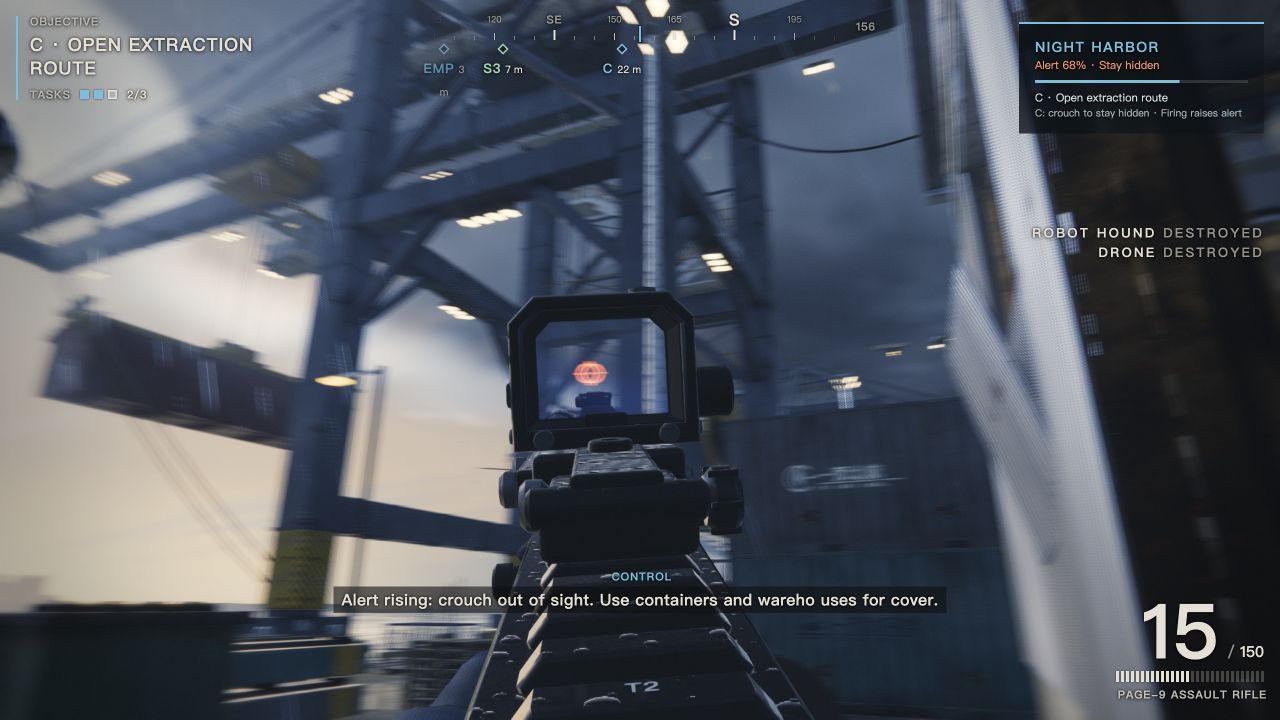 OBJECTIVE
C · OPEN EXTRACTION
ROUTE
TASKS 2/3
120 SE 150 165 S 195 156
EMP 3 m
S3 7 m
C 22 m
NIGHT HARBOR
Alert 68% · Stay hidden
C · Open extraction route
C: crouch to stay hidden · Firing raises alert
ROBOT HOUND DESTROYED
DRONE DESTROYED
CONTROL
Alert rising: crouch out of sight. Use containers and wareho uses for cover.
T2
15 / 150
PAGE-9 ASSAULT RIFLE